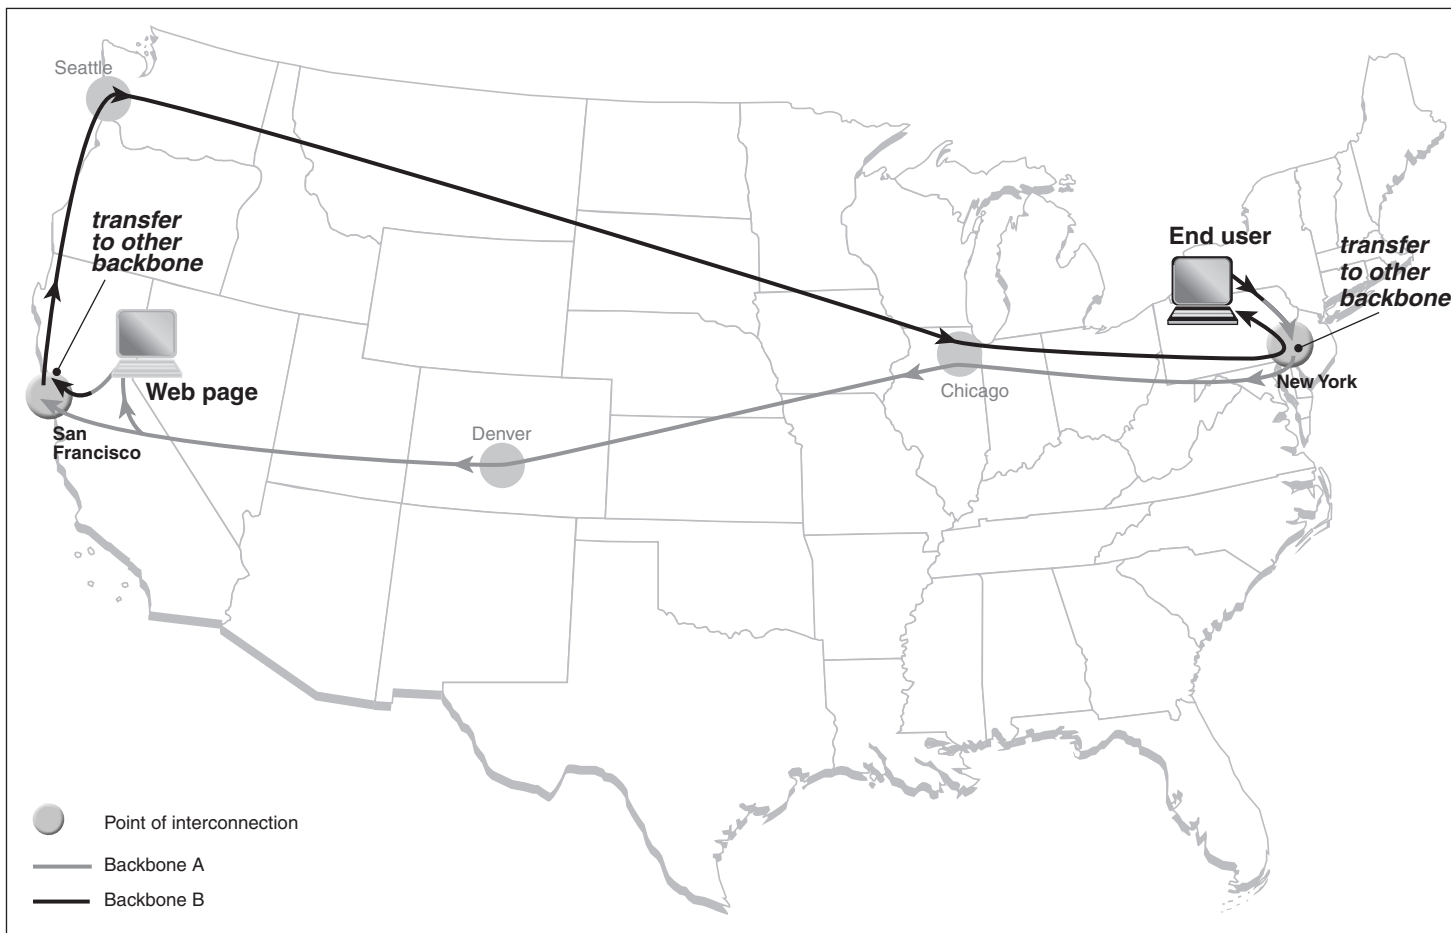 Seattle
transfer
to other
backbone
End user
transfer
to other
backbone
Web page
San
Francisco
Denver
Chicago
New York
Point of interconnection
Backbone A
Backbone B